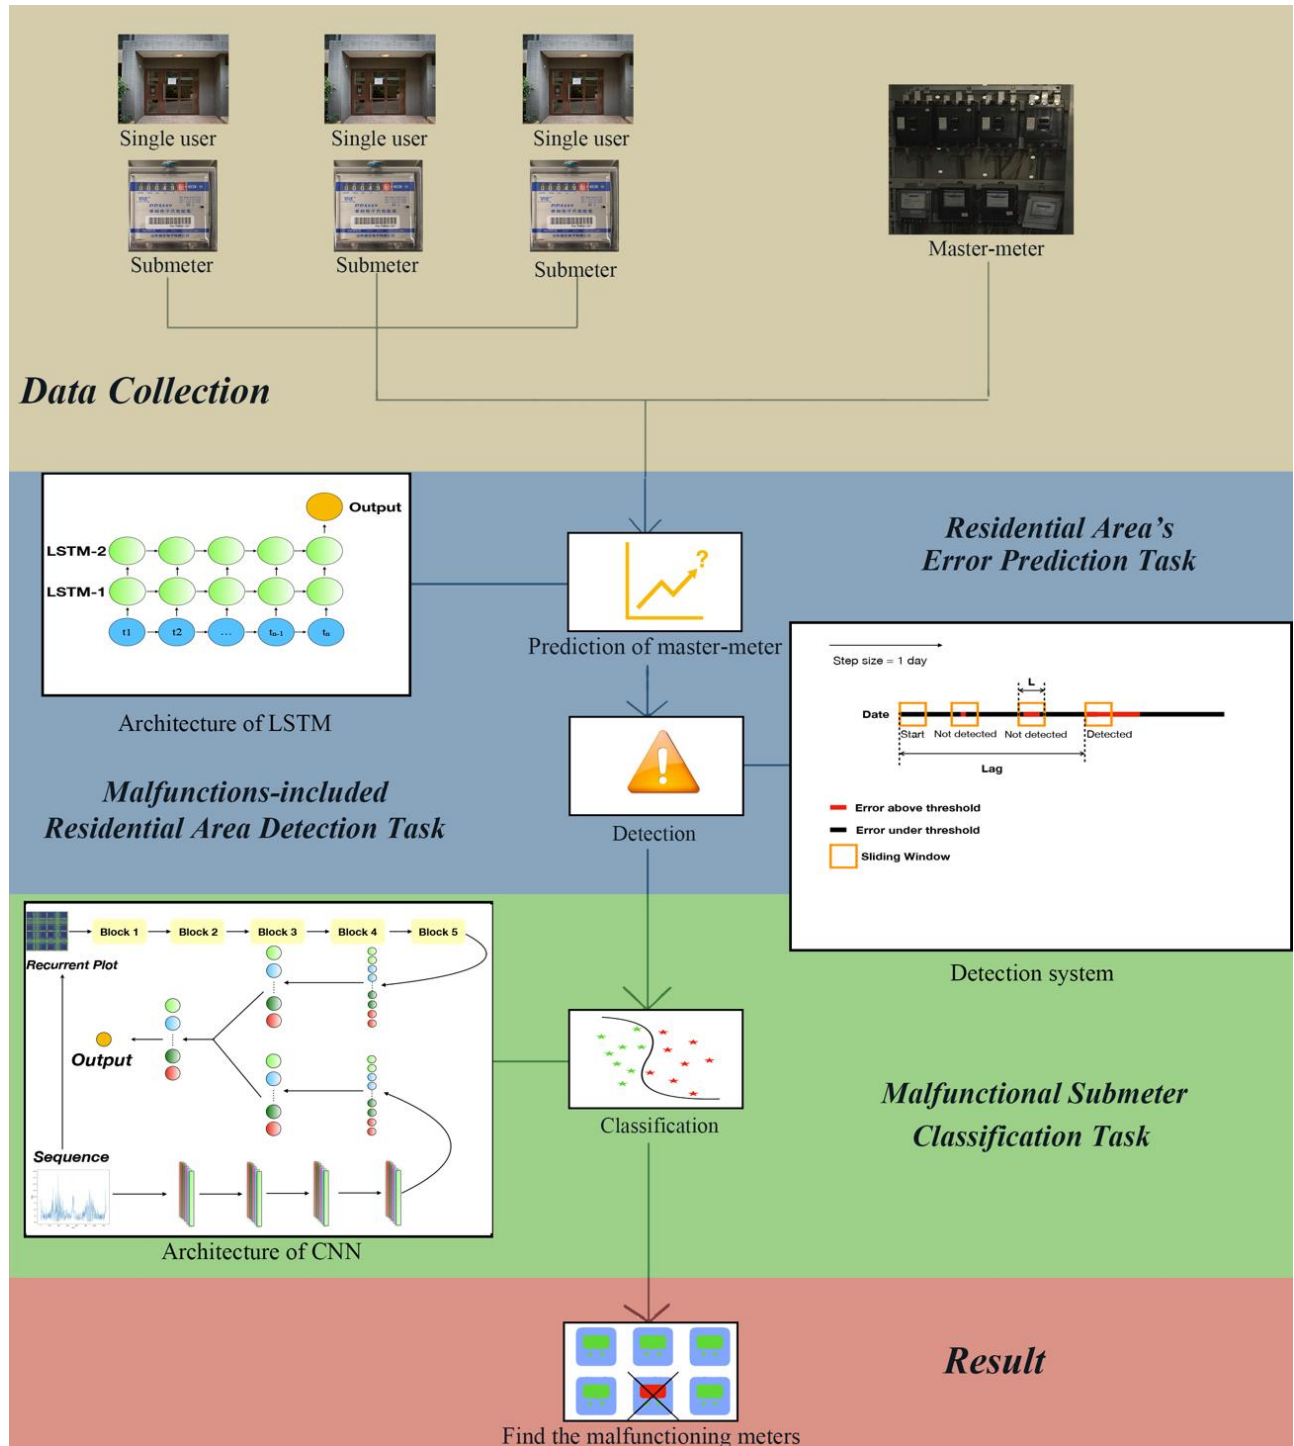 Single user
Single user
Single user
Submeter
Submeter
Submeter
Master-meter
Data Collection
Output
LSTM-2
LSTM-1
t1
t2
...
tn-1
tn
Architecture of LSTM
?
Prediction of master-meter
Residential Area's
Error Prediction Task
Step size = 1 day
L
Date
Start
Not detected
Not detected
Detected
Lag
Error above threshold
Error under threshold
Sliding Window
Detection system
Detection
Malfunctions-included
Residential Area Detection Task
Block 1
Block 2
Block 3
Block 4
Block 5
Recurrent Plot
Output
Sequence
Architecture of CNN
Classification
Malfunctional Submeter
Classification Task
Result
Find the malfunctioning meters